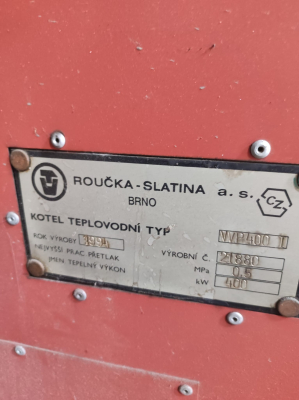 ROUČKA-SLATINA a.s.
BRNO
CZ
KOTEL TEPLOVODNÍ TYP VVP400 I
ROK VÝROBY VÝROBNÍ Č.
NEJVYŠŠÍ PRAC. PŘETLAK MPa 0,5
JMEN. TEPELNÝ VÝKON kW 400